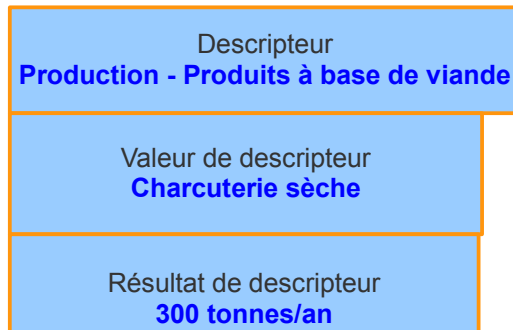 Descripteur
Production - Produits à base de viande
Valeur de descripteur
Charcuterie sèche
Résultat de descripteur
300 tonnes/an